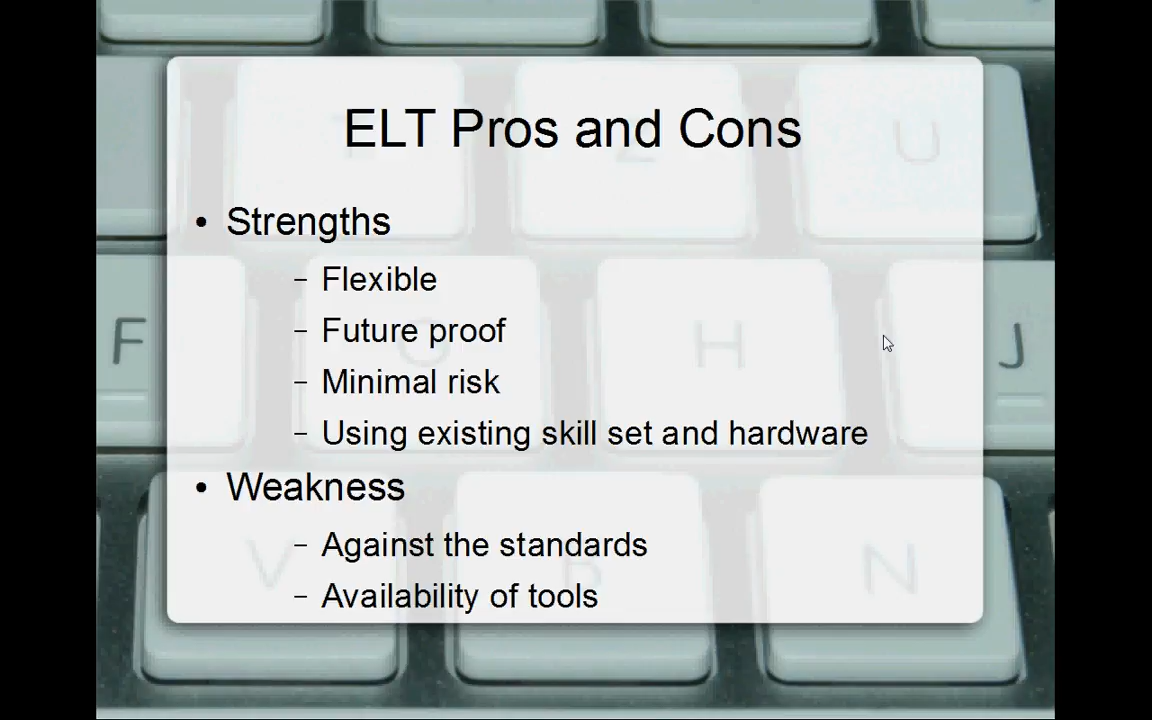 ELT Pros and Cons
• Strengths
– Flexible
– Future proof
– Minimal risk
– Using existing skill set and hardware
• Weakness
– Against the standards
– Availability of tools
F
H
J
U
V
B
N